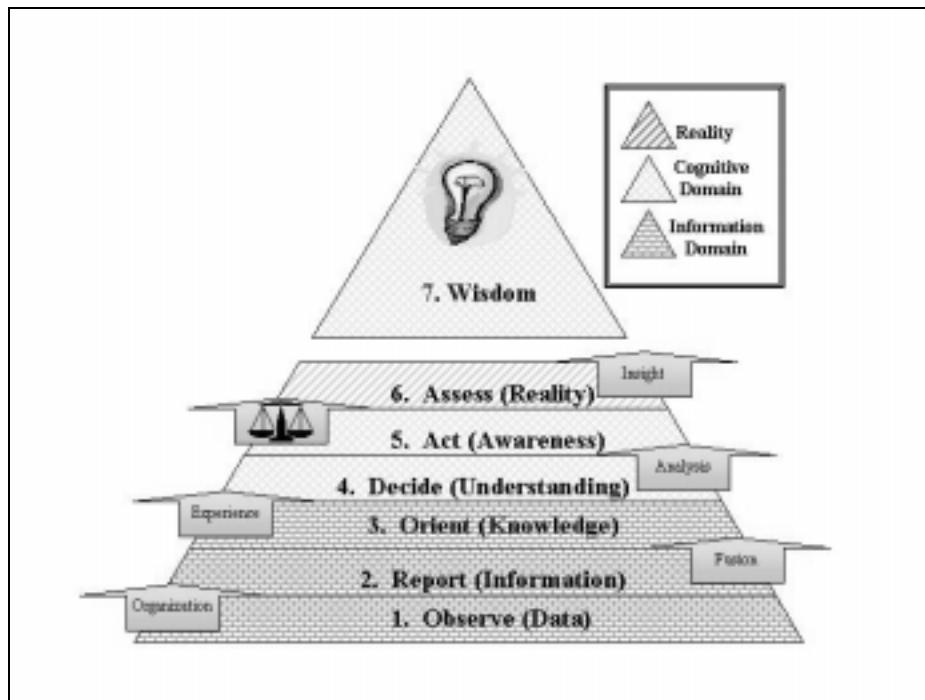 Reality
Cognitive
Domain
Information
Domain
7. Wisdom
Insight
6. Assess (Reality)
5. Act (Awareness)
Analysis
4. Decide (Understanding)
Experience
3. Orient (Knowledge)
Fusion
2. Report (Information)
Organization
1. Observe (Data)